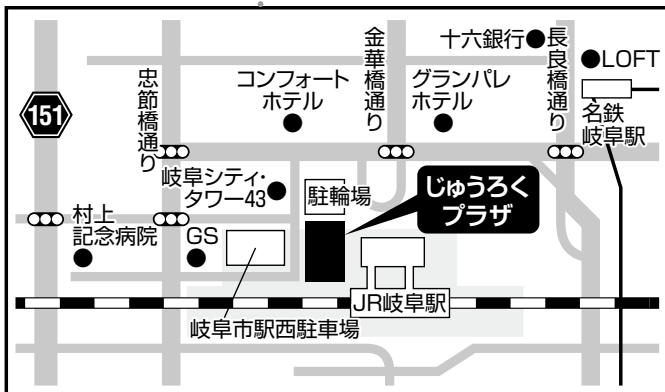 151
忠節橋通り
コンフォート
ホテル
金華橋通り
グランパレ
ホテル
十六銀行
長良橋通り
LOFT
名鉄
岐阜駅
岐阜シティ・
タワー43
駐輪場
じゅうろく
プラザ
村上
記念病院
GS
JR岐阜駅
岐阜市駅西駐車場